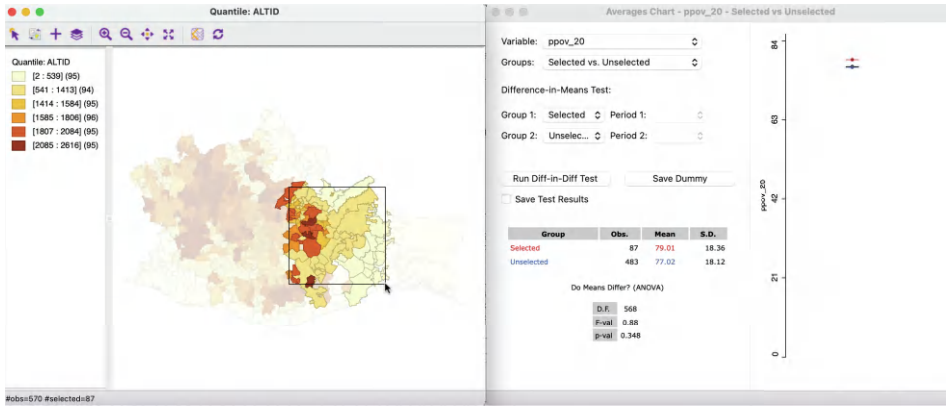 Quantile: ALTID
Quantile: ALTID
[2 : 539] (95)
[541 : 1413] (94)
[1414 : 1584] (95)
[1585 : 1806] (96)
[1807 : 2084] (95)
[2085 : 2616] (95)
#obs=570 #selected=87
Averages Chart - ppov_20 - Selected vs Unselected
Variable: ppov_20
Groups: Selected vs. Unselected
Difference-in-Means Test:
Group 1: Selected Period 1:
Group 2: Unselec... Period 2:
Run Diff-in-Diff Test Save Dummy
Save Test Results
Group Obs. Mean S.D.
Selected 87 79.01 18.36
Unselected 483 77.02 18.12
Do Means Differ? (ANOVA)
D.F. 568
F-val 0.88
p-val 0.348
84
63
42
21
0
ppov_20